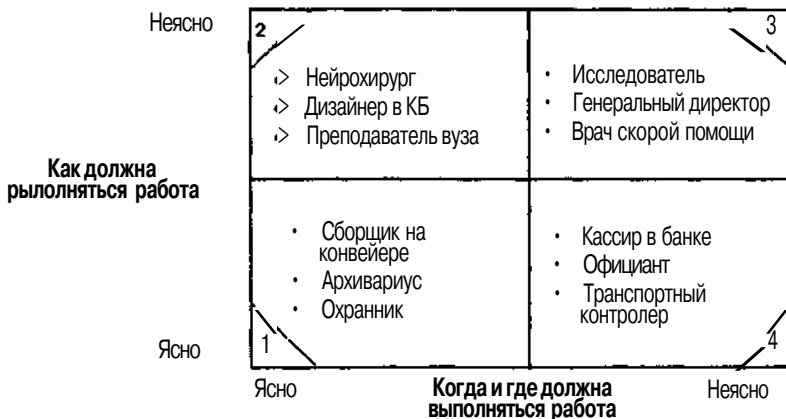 Неясно
2
3
> Нейрохирург
> Дизайнер в КБ
> Преподаватель вуза
• Исследователь
• Генеральный директор
• Врач скорой помощи
Как должна
рылолняться работа
• Сборщик на
конвейере
• Архивариус
• Охранник
• Кассир в банке
• Официант
• Транспортный
контролер
1
4
Ясно
Ясно
Когда и где должна
выполняться работа
Неясно